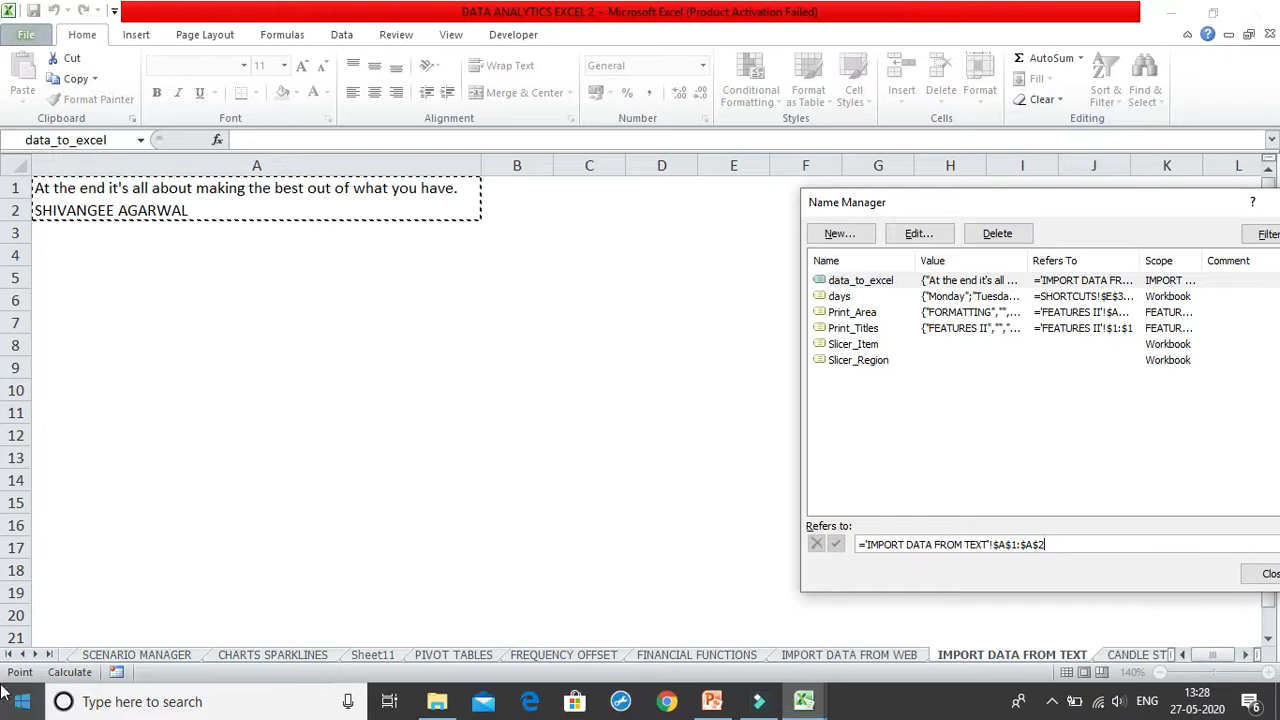 DATA ANALYTICS EXCEL 2 - Microsoft Excel (Product Activation Failed)
File Home Insert Page Layout Formulas Data Review View Developer
Paste
Cut
Copy
Format Painter
Clipboard
11
B I U
Font
Wrap Text
Merge & Center
Alignment
General
Number
Conditional Formatting
Format as Table
Cell Styles
Styles
Insert Delete Format
Cells
AutoSum
Fill
Clear
Sort & Filter
Find & Select
Editing
data_to_excel
fx
A B C D E F G H I J K L
1 At the end it's all about making the best out of what you have.
2 SHIVANGEE AGARWAL
3
4
5
6
7
8
9
10
11
12
13
14
15
16
17
18
19
20
21
Name Manager
New... Edit... Delete Filter
Name Value Refers To Scope Comment
data_to_excel {"At the end it's all ... ='IMPORT DATA FR... IMPORT ...
days {"Monday";"Tuesda... =SHORTCUTS!$E$3... Workbook
Print_Area {"FORMATTING","",... ='FEATURES II'!$A... FEATUR...
Print_Titles {"FEATURES II","","... ='FEATURES II'!$1:$1 FEATUR...
Slicer_Item Workbook
Slicer_Region Workbook
Refers to:
='IMPORT DATA FROM TEXT'!$A$1:$A$2
Clos
SCENARIO MANAGER CHARTS SPARKLINES Sheet11 PIVOT TABLES FREQUENCY OFFSET FINANCIAL FUNCTIONS IMPORT DATA FROM WEB IMPORT DATA FROM TEXT CANDLE ST
Point Calculate 140%
Type here to search
ENG
13:28
27-05-2020
6